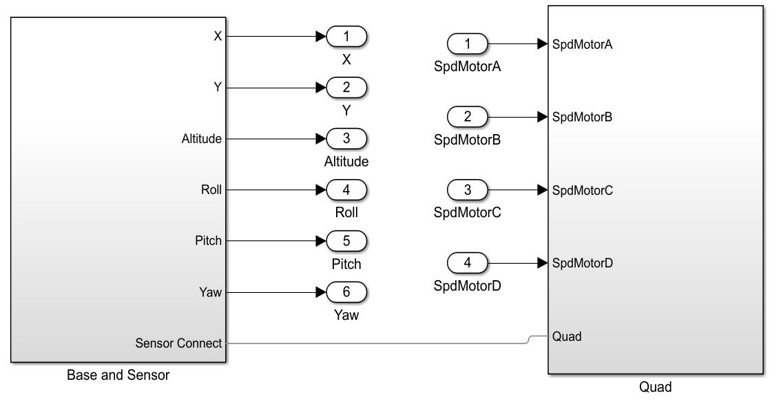 X
1
X
Y
2
Y
Altitude
3
Altitude
Roll
4
Roll
Pitch
5
Pitch
Yaw
6
Yaw
Sensor Connect
Base and Sensor
1
SpdMotorA
SpdMotorA
2
SpdMotorB
SpdMotorB
3
SpdMotorC
SpdMotorC
4
SpdMotorD
SpdMotorD
Quad
Quad